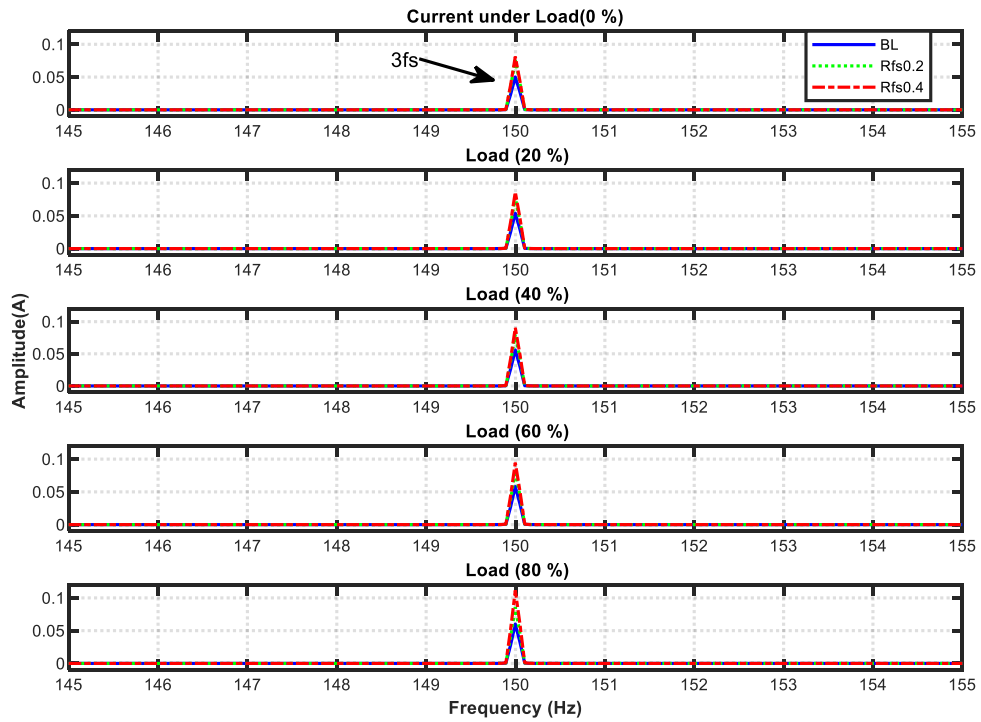 Current under Load(0 %)
0.1
0.05
0
3fs
BL
Rfs0.2
Rfs0.4
145 146 147 148 149 150 151 152 153 154 155
Load (20 %)
0.1
0.05
0
145 146 147 148 149 150 151 152 153 154 155
Load (40 %)
0.1
0.05
0
145 146 147 148 149 150 151 152 153 154 155
Amplitude(A)
Load (60 %)
0.1
0.05
0
145 146 147 148 149 150 151 152 153 154 155
Load (80 %)
0.1
0.05
0
145 146 147 148 149 150 151 152 153 154 155
Frequency (Hz)